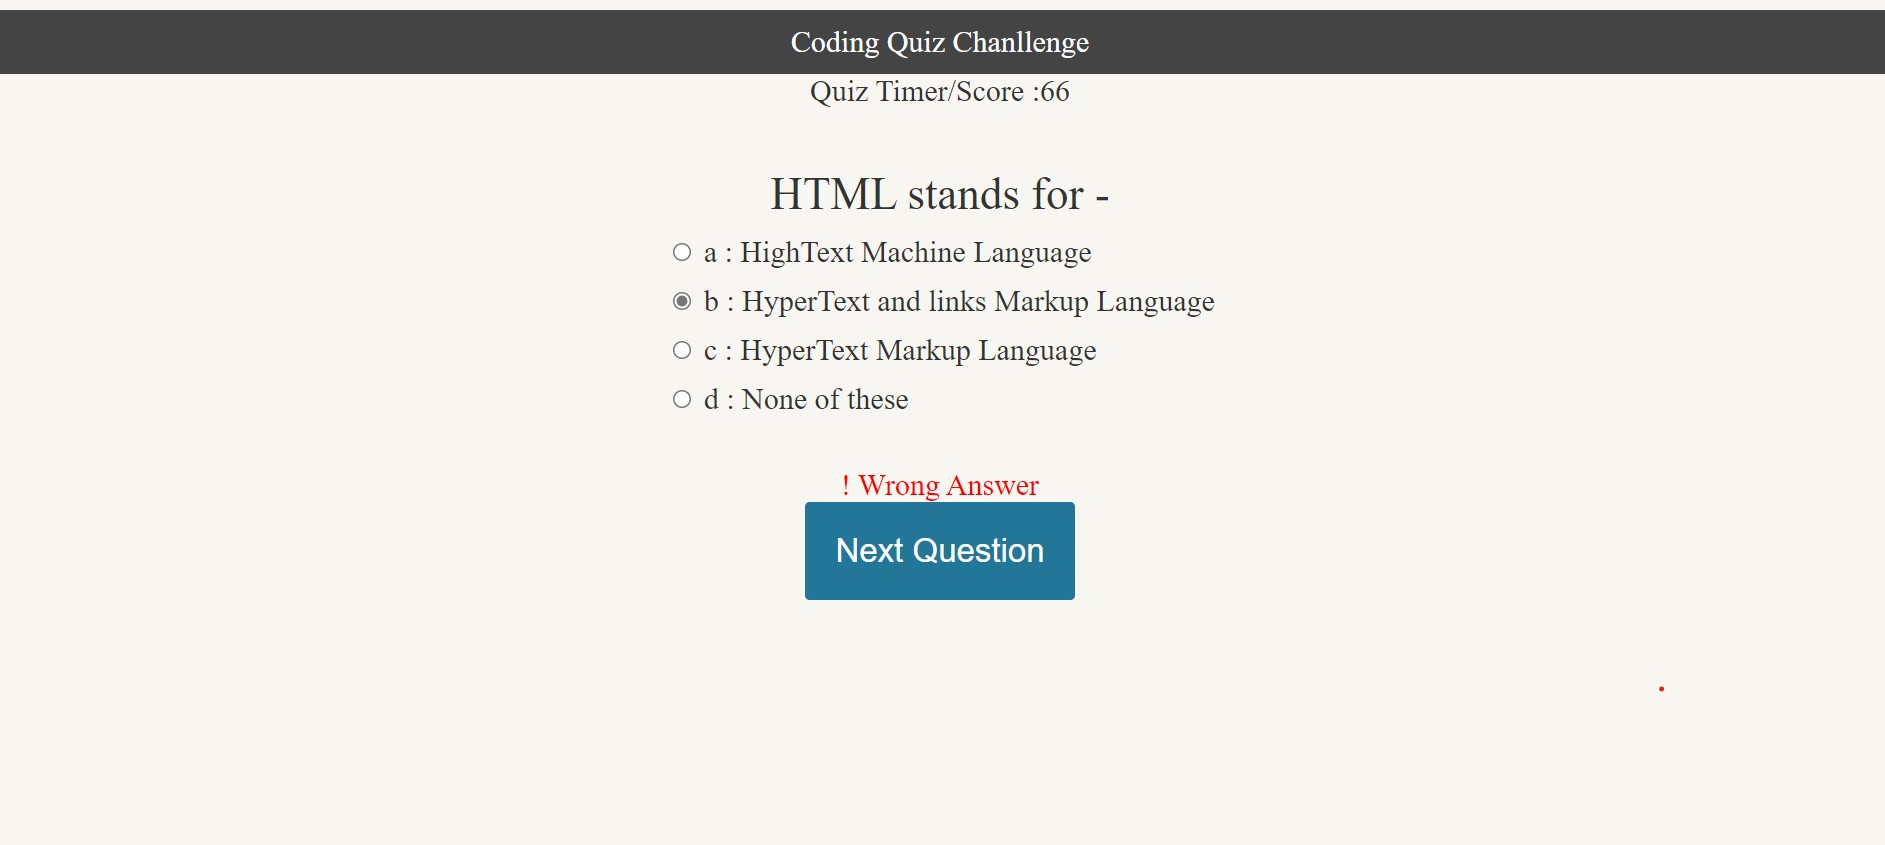 Coding Quiz Chanllenge
Quiz Timer/Score :66
HTML stands for -
a : HighText Machine Language
b : HyperText and links Markup Language
c : HyperText Markup Language
d : None of these
! Wrong Answer
Next Question